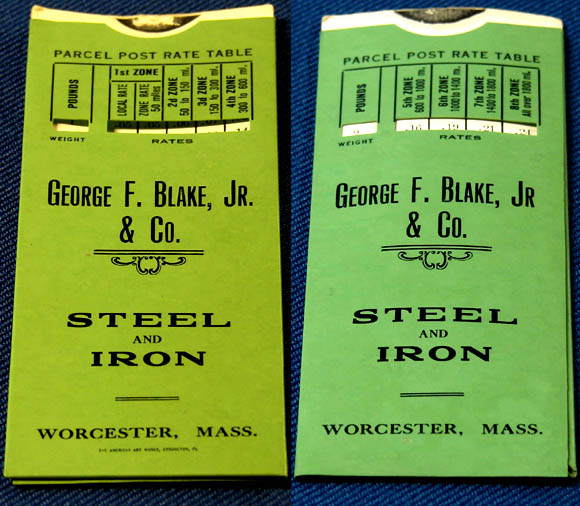 PARCEL POST RATE TABLE
POUNDS
1st ZONE
LOCAL RATE
ZONE RATE
50 miles
2d ZONE
50 to 150 mi.
3d ZONE
150 to 300 mi.
4th ZONE
300 to 600 m.
WEIGHT
RATES
GEORGE F. BLAKE, JR.
& CO.
STEEL
AND
IRON
WORCESTER, MASS.
PARCEL POST RATE TABLE
POUNDS
5th ZONE
600 to 1000 m.
6th ZONE
1000 to 1400 m.
7th ZONE
1400 to 1800 mi.
8th ZONE
All over 1800 mi.
WEIGHT
RATES
GEORGE F. BLAKE, JR
& CO.
STEEL
AND
IRON
WORCESTER, MASS.